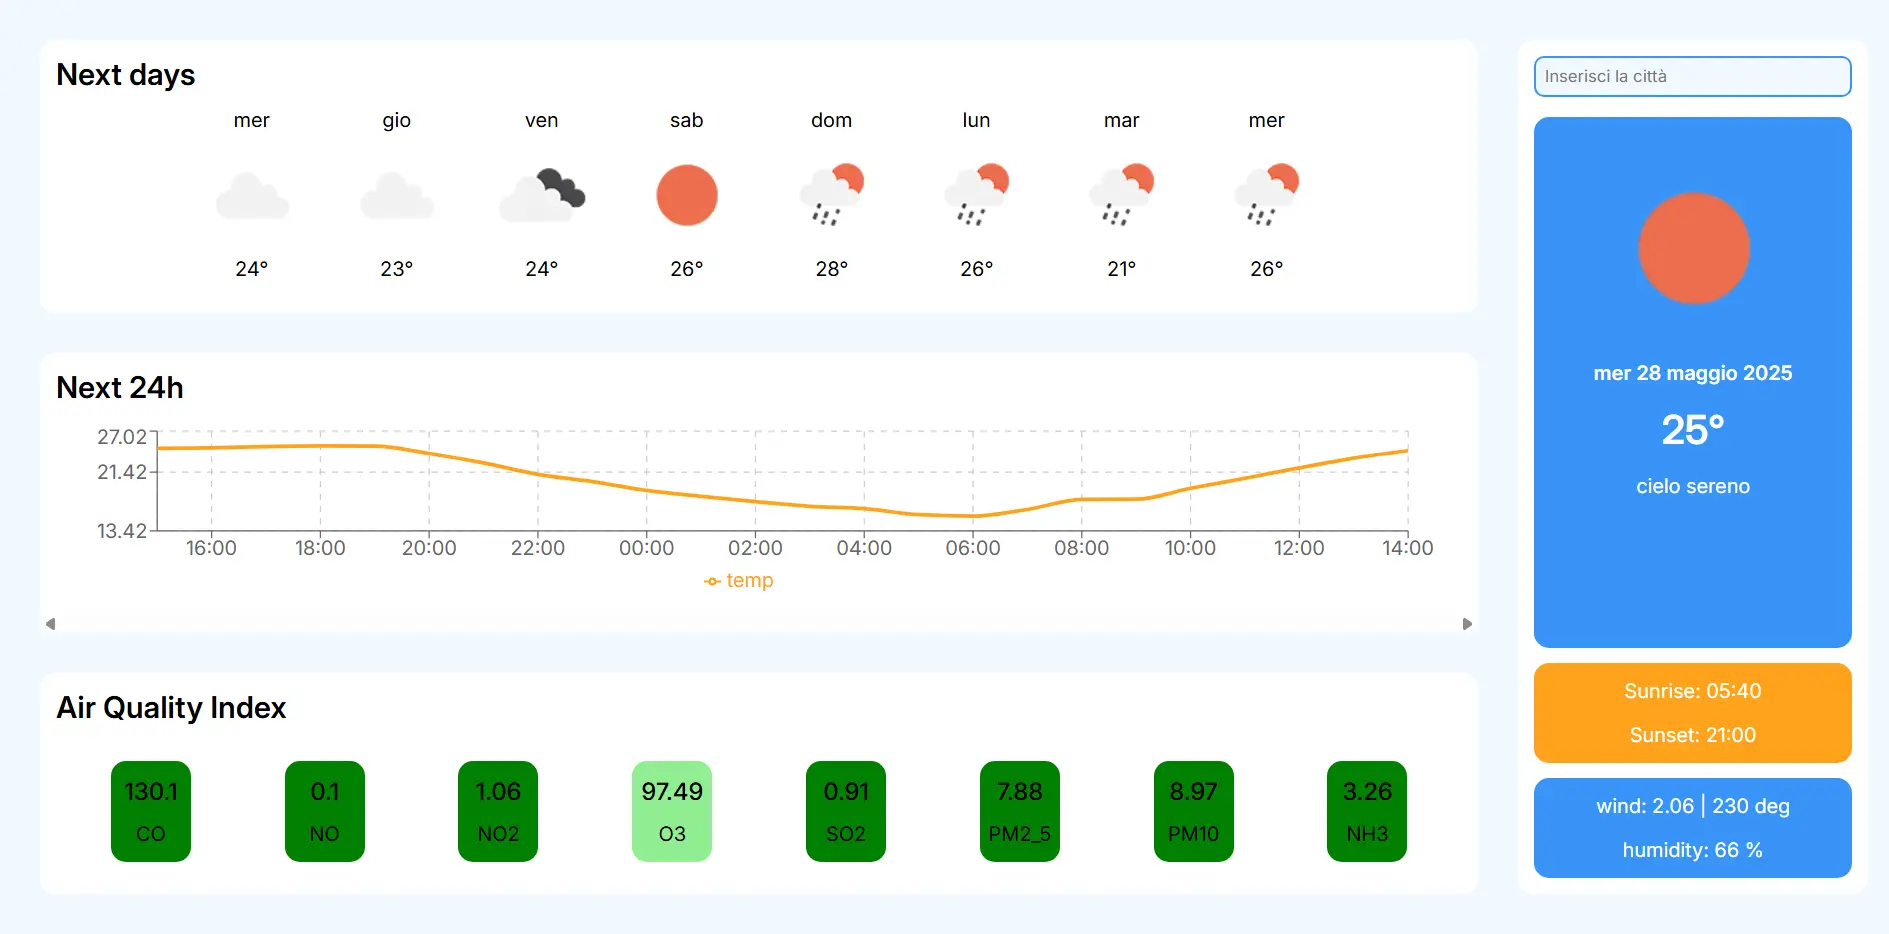 Next days
mer gio ven sab dom lun mar mer
24° 23° 24° 26° 28° 26° 21° 26°
Next 24h
27.02
21.42
13.42
16:00 18:00 20:00 22:00 00:00 02:00 04:00 06:00 08:00 10:00 12:00 14:00
temp
Air Quality Index
130.1 0.1 1.06 97.49 0.91 7.88 8.97 3.26
CO NO NO2 O3 SO2 PM2_5 PM10 NH3
Inserisci la città
mer 28 maggio 2025
25°
cielo sereno
Sunrise: 05:40
Sunset: 21:00
wind: 2.06 | 230 deg
humidity: 66 %